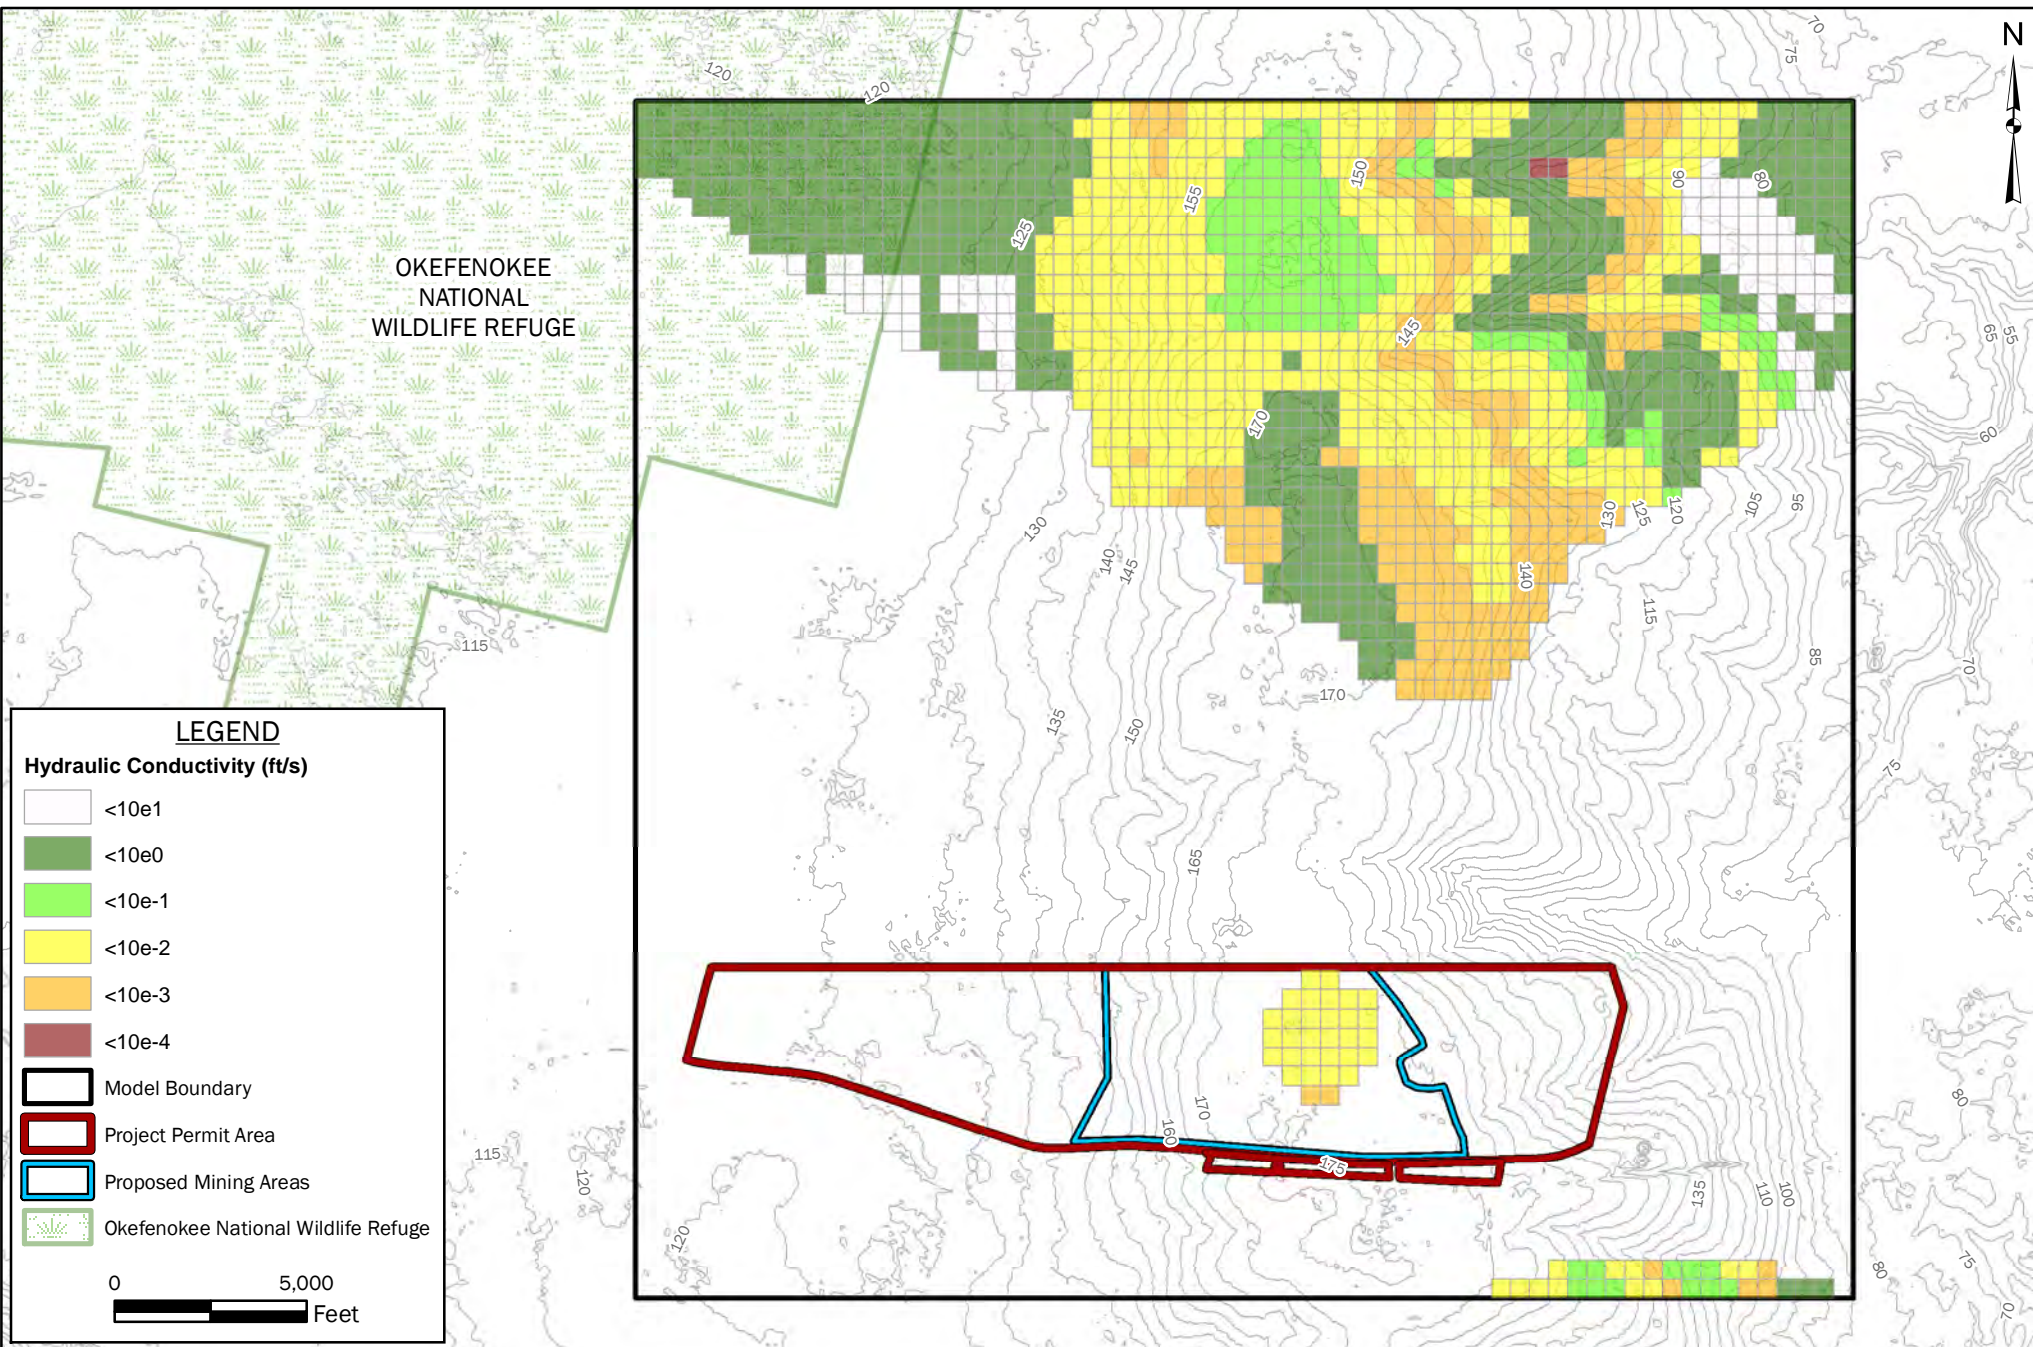 70
75
N
120
120
150
155
90
80
125
OKEFENOKEE
NATIONAL
WILDLIFE REFUGE
145
65
55
170
60
130
140
145
130
125
120
105
95
140
115
115
85
70
170
135
150
75
165
LEGEND
Hydraulic Conductivity (ft/s)
<10e1
<10e0
<10e-1
<10e-2
<10e-3
<10e-4
Model Boundary
Project Permit Area
Proposed Mining Areas
Okefenokee National Wildlife Refuge
0 5,000
Feet
170
160
175
80
115
120
120
135
110
100
80
75
70